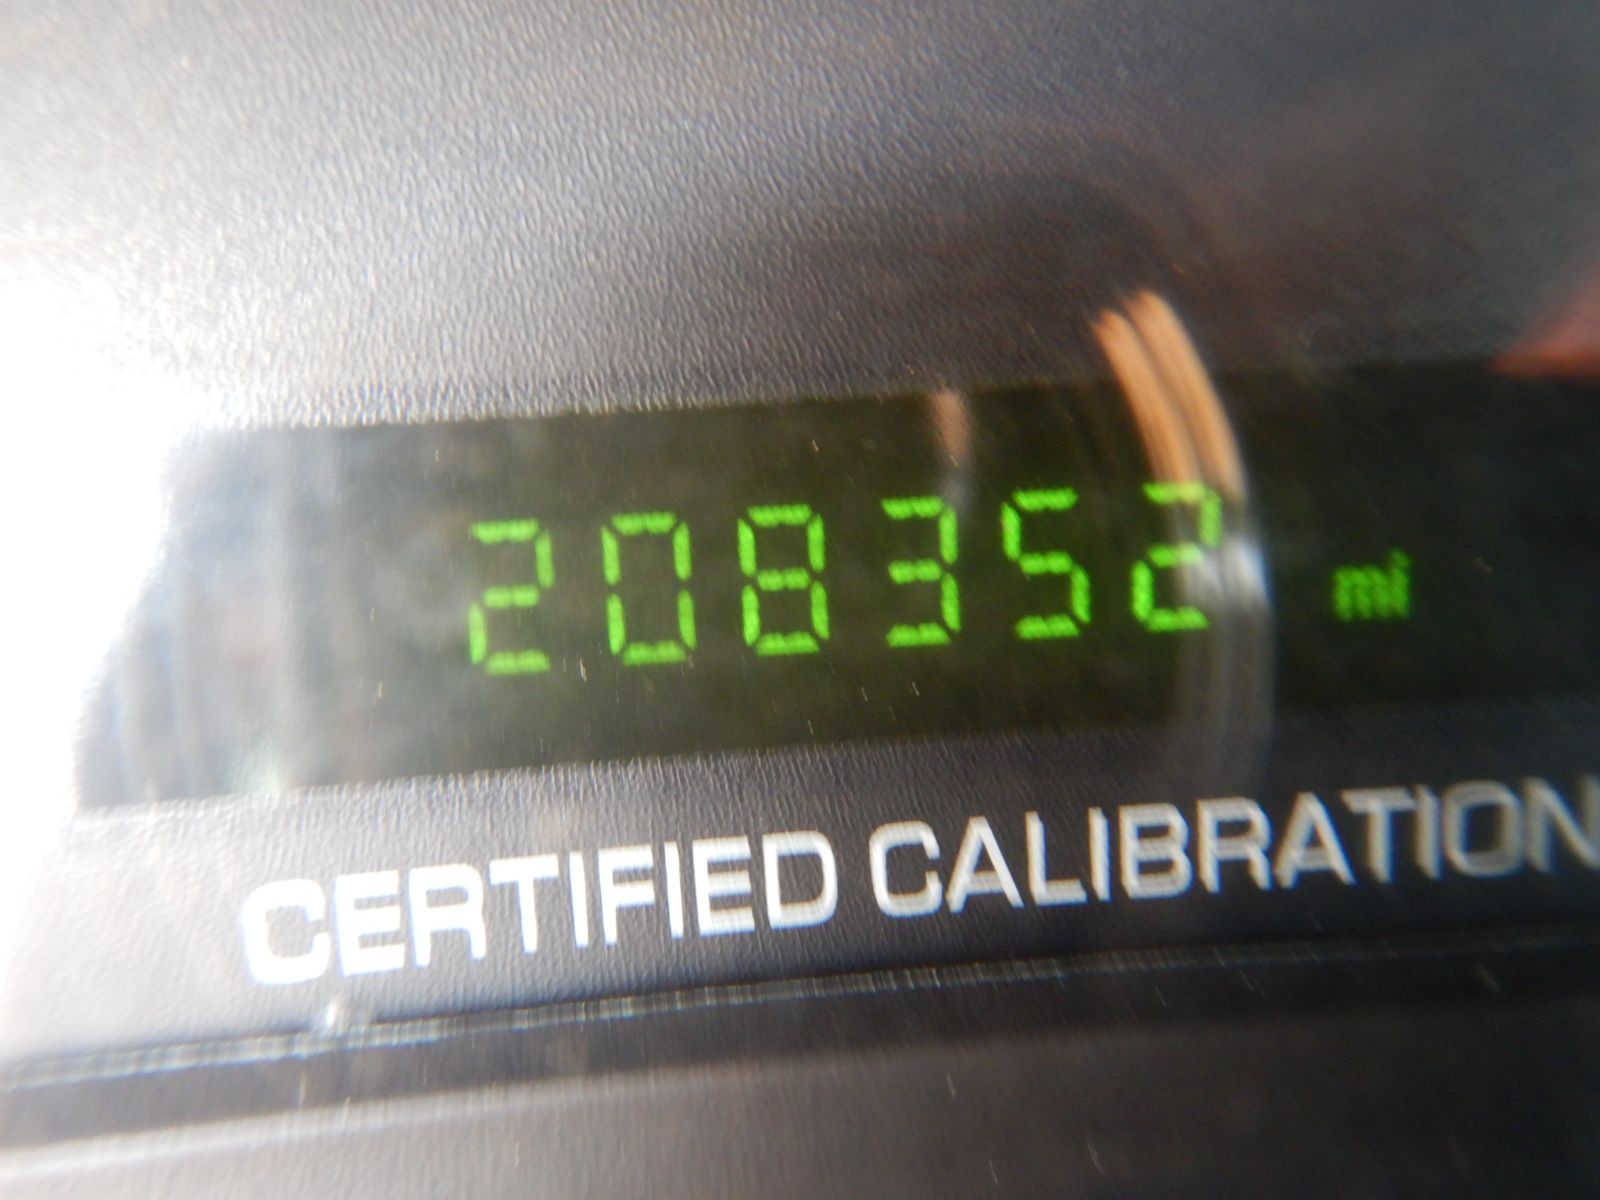 208352 mi
CERTIFIED CALIBRATION